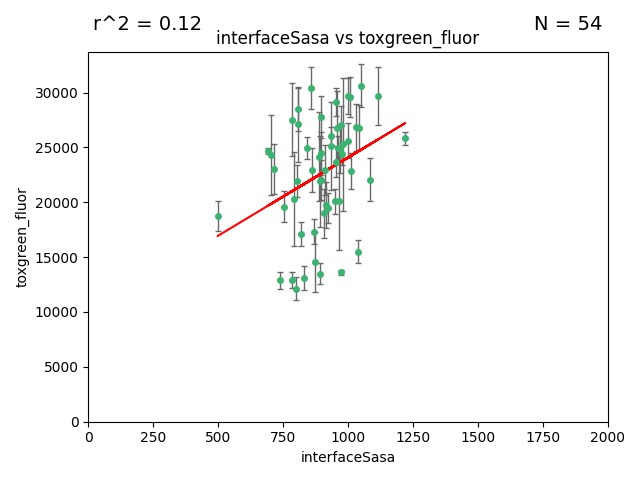 r^2 = 0.12
N = 54
interfaceSasa vs toxgreen_fluor
toxgreen_fluor
30000
25000
20000
15000
10000
5000
0
0 250 500 750 1000 1250 1500 1750 2000
interfaceSasa